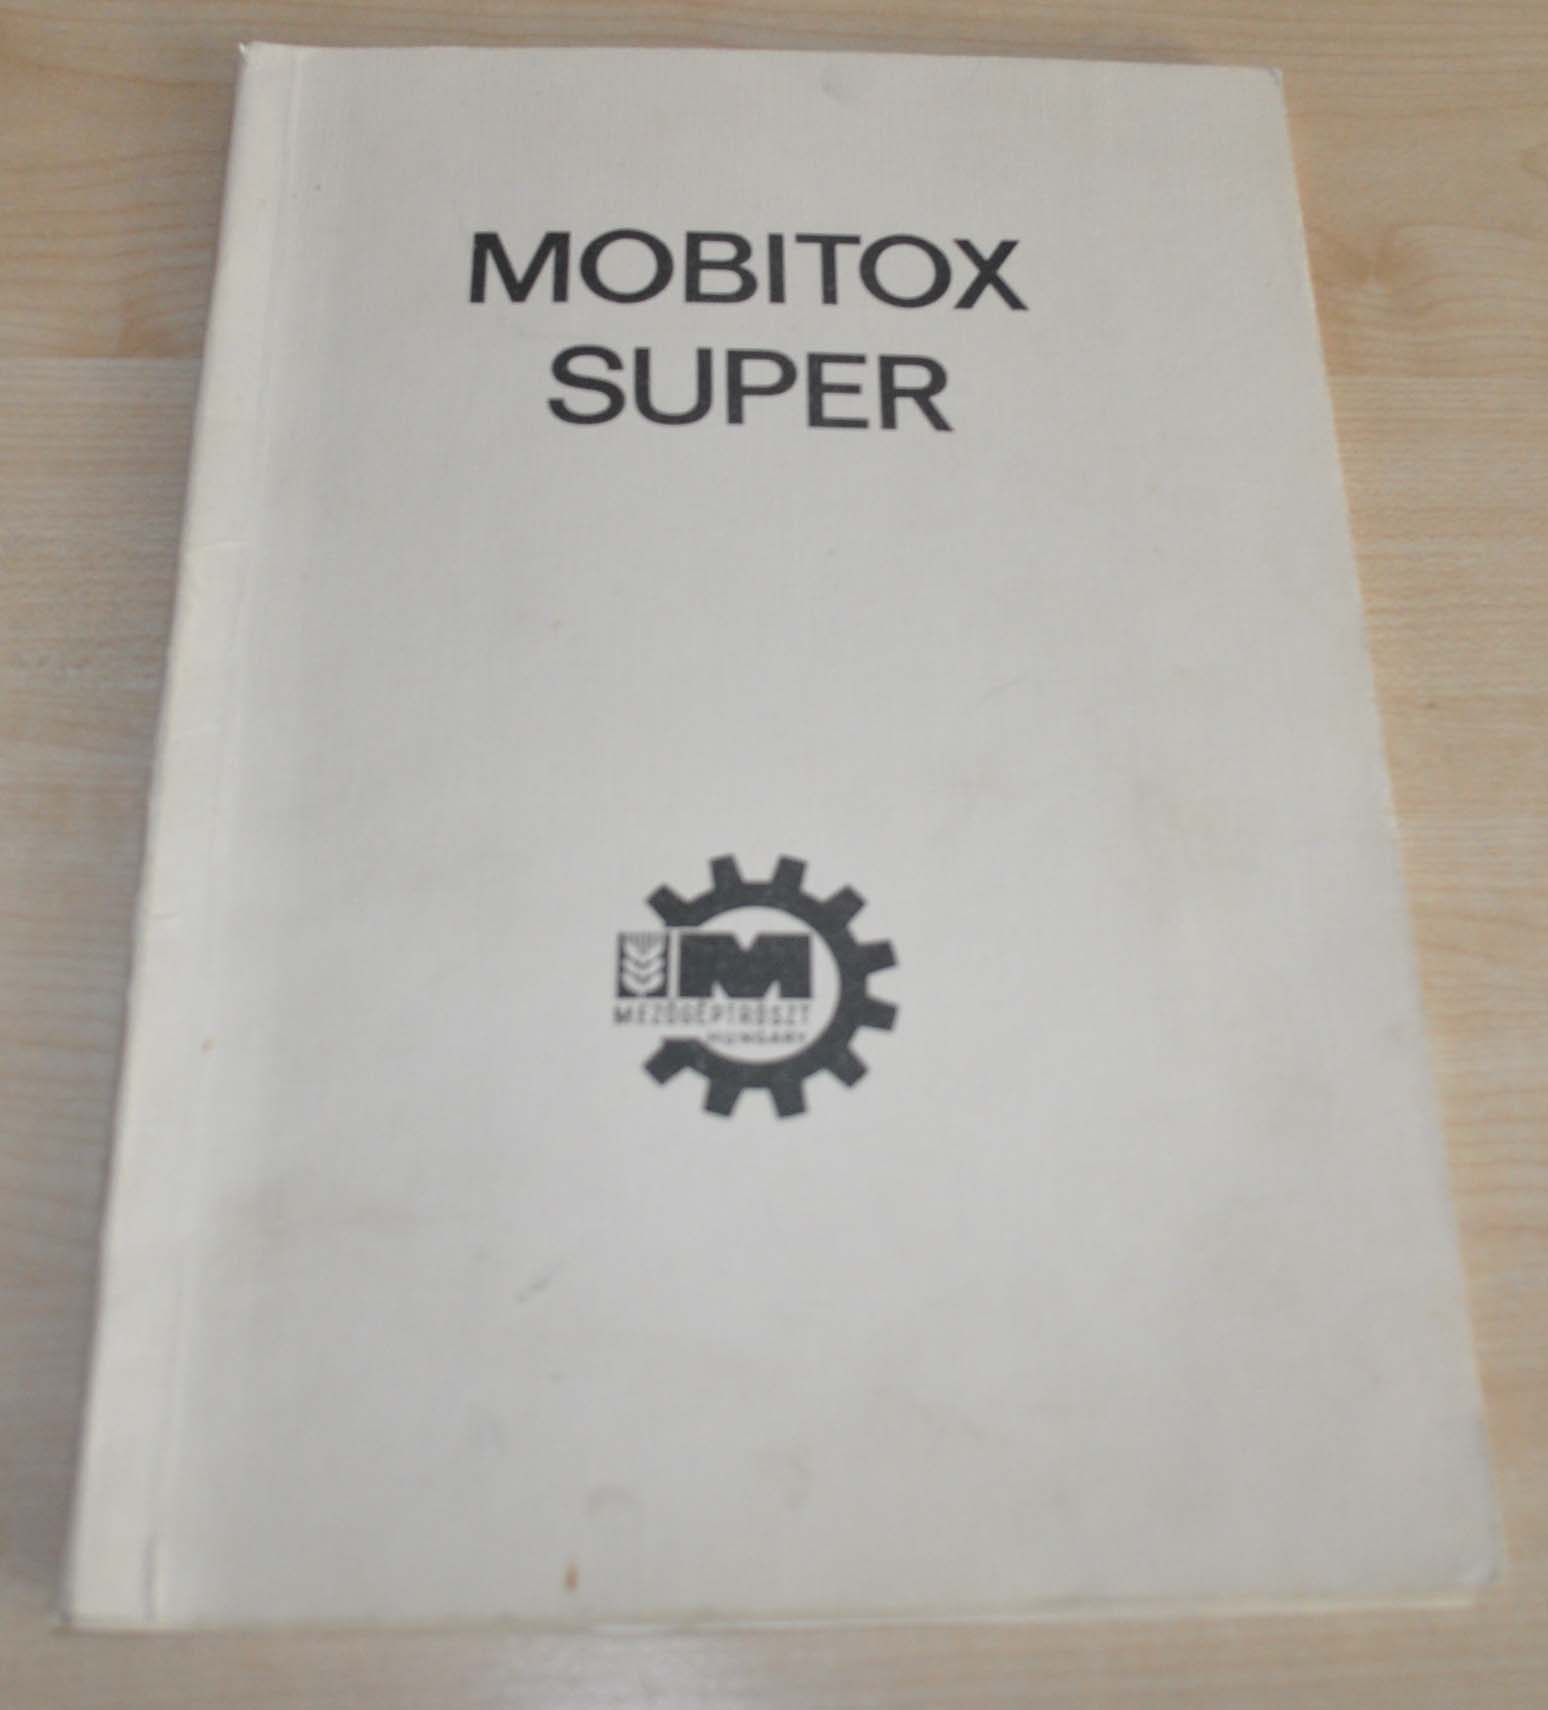 MOBITOX
SUPER
M
MEZŐGÉPTRÖSZT
HUNGARY